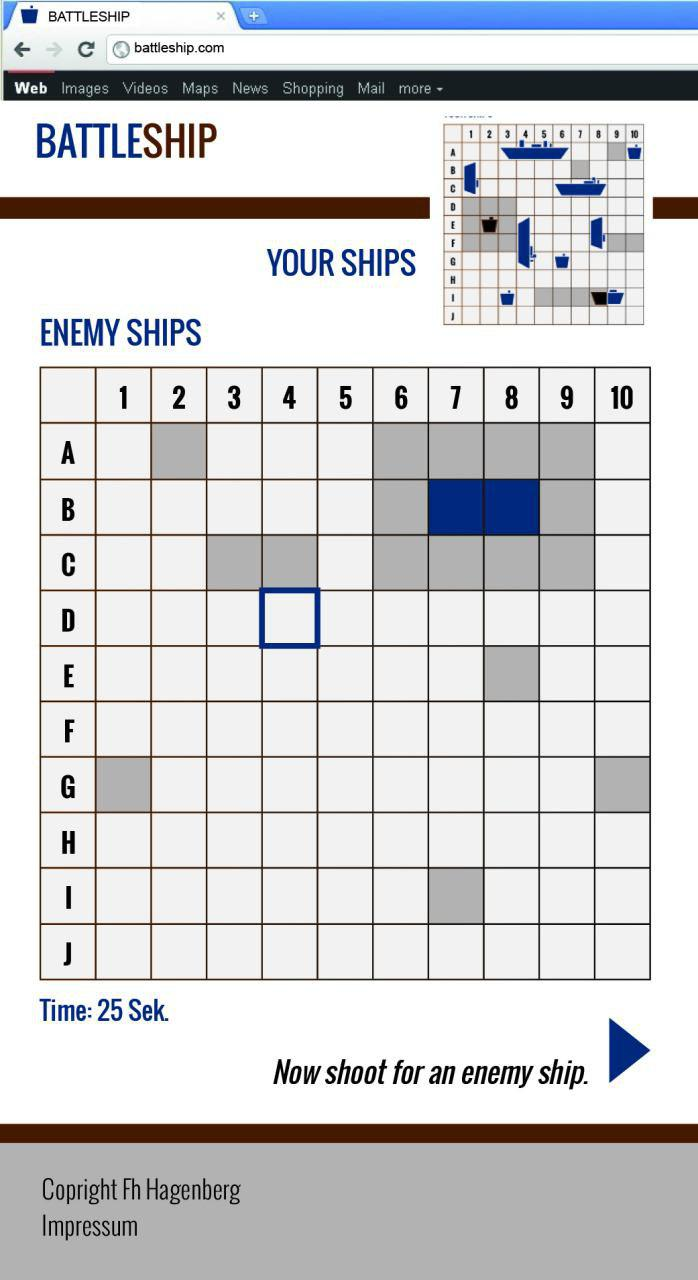 BATTLESHIP
battleship.com
Web Images Videos Maps News Shopping Mail more
BATTLESHIP
1 2 3 4 5 6 7 8 9 10
A
B
C
D
E
F
G
H
I
J
YOUR SHIPS
ENEMY SHIPS
1 2 3 4 5 6 7 8 9 10
A
B
C
D
E
F
G
H
I
J
Time: 25 Sek.
Now shoot for an enemy ship.
Copright Fh Hagenberg
Impressum